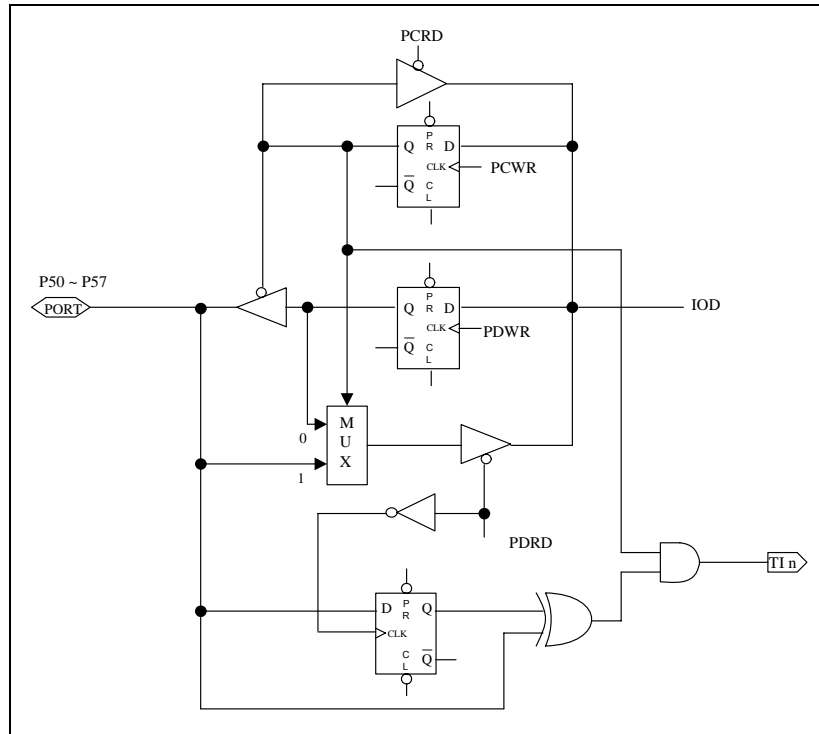 PCRD
P
R
Q D
CLK
PCWR
Q̅
C
L
P50 ~ P57
PORT
P
R
Q D
IOD
CLK
PDWR
Q̅
C
L
M
U
X
0
1
PDRD
TI n
P
R
D Q
CLK
C
L
Q̅